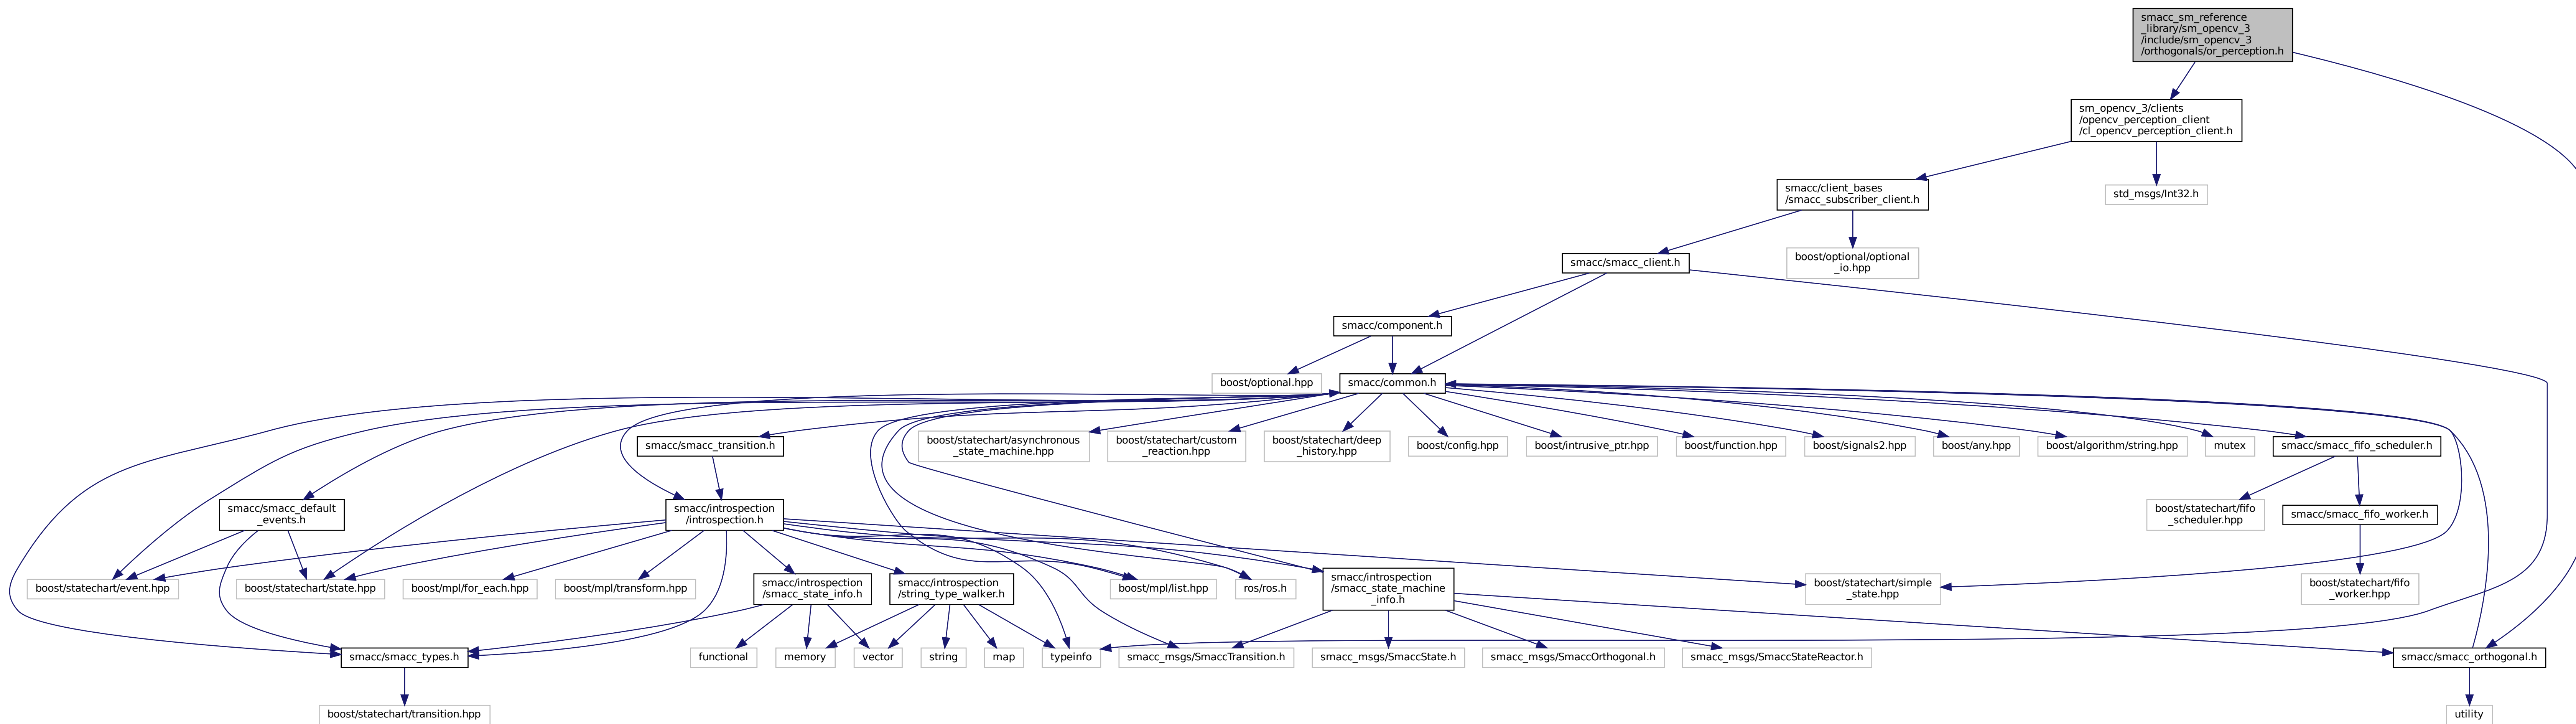 smacc_sm_reference
_library/sm_opencv_3
/include/sm_opencv_3
/orthogonals/or_perception.h
sm_opencv_3/clients
/opencv_perception_client
/cl_opencv_perception_client.h
smacc/client_bases
/smacc_subscriber_client.h
std_msgs/Int32.h
smacc/smacc_client.h
boost/optional/optional
_io.hpp
smacc/component.h
boost/optional.hpp
smacc/common.h
smacc/smacc_transition.h
boost/statechart/asynchronous
_state_machine.hpp
boost/statechart/custom
_reaction.hpp
boost/statechart/deep
_history.hpp
boost/config.hpp
boost/intrusive_ptr.hpp
boost/function.hpp
boost/signals2.hpp
boost/any.hpp
boost/algorithm/string.hpp
mutex
smacc/smacc_fifo_scheduler.h
smacc/smacc_default
_events.h
smacc/introspection
/introspection.h
boost/statechart/fifo
_scheduler.hpp
smacc/smacc_fifo_worker.h
boost/statechart/event.hpp
boost/statechart/state.hpp
boost/mpl/for_each.hpp
boost/mpl/transform.hpp
smacc/introspection
/smacc_state_info.h
smacc/introspection
/string_type_walker.h
boost/mpl/list.hpp
ros/ros.h
smacc/introspection
/smacc_state_machine
_info.h
boost/statechart/simple
_state.hpp
boost/statechart/fifo
_worker.hpp
smacc/smacc_types.h
functional
memory
vector
string
map
typeinfo
smacc_msgs/SmaccTransition.h
smacc_msgs/SmaccState.h
smacc_msgs/SmaccOrthogonal.h
smacc_msgs/SmaccStateReactor.h
smacc/smacc_orthogonal.h
boost/statechart/transition.hpp
utility